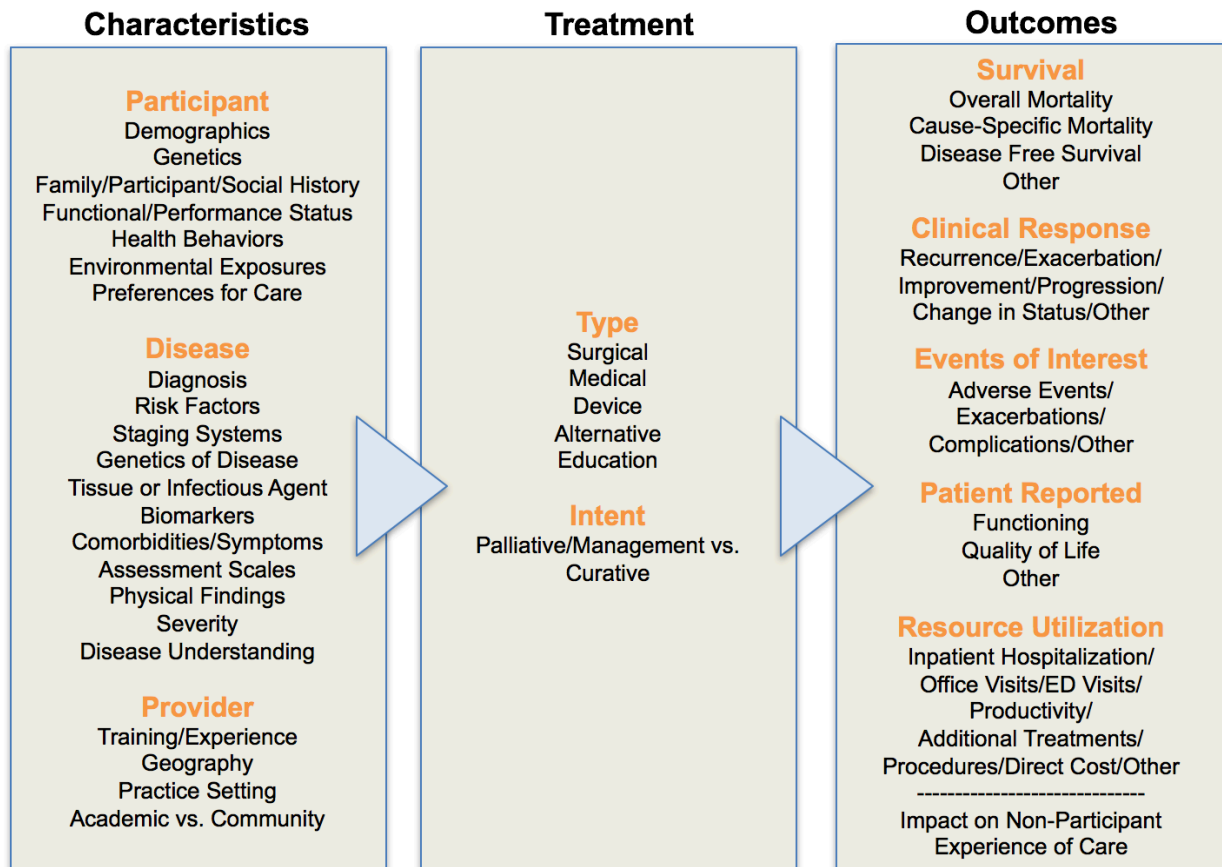 Characteristics
Participant
Demographics
Genetics
Family/Participant/Social History
Functional/Performance Status
Health Behaviors
Environmental Exposures
Preferences for Care
Disease
Diagnosis
Risk Factors
Staging Systems
Genetics of Disease
Tissue or Infectious Agent
Biomarkers
Comorbidities/Symptoms
Assessment Scales
Physical Findings
Severity
Disease Understanding
Provider
Training/Experience
Geography
Practice Setting
Academic vs. Community
Treatment
Type
Surgical
Medical
Device
Alternative
Education
Intent
Palliative/Management vs.
Curative
Outcomes
Survival
Overall Mortality
Cause-Specific Mortality
Disease Free Survival
Other
Clinical Response
Recurrence/Exacerbation/
Improvement/Progression/
Change in Status/Other
Events of Interest
Adverse Events/
Exacerbations/
Complications/Other
Patient Reported
Functioning
Quality of Life
Other
Resource Utilization
Inpatient Hospitalization/
Office Visits/ED Visits/
Productivity/
Additional Treatments/
Procedures/Direct Cost/Other
------------------------------
Impact on Non-Participant
Experience of Care